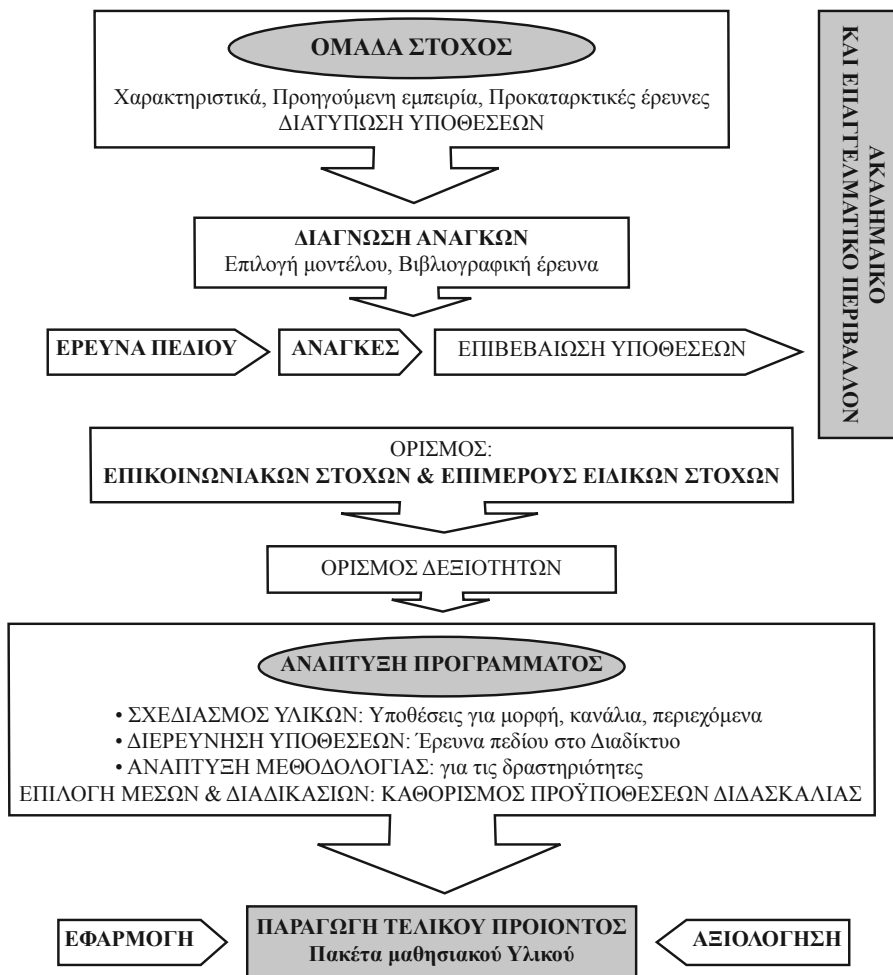 ΟΜΑΔΑ ΣΤΟΧΟΣ
Χαρακτηριστικά, Προηγούμενη εμπειρία, Προκαταρκτικές έρευνες
ΔΙΑΤΥΠΩΣΗ ΥΠΟΘΕΣΕΩΝ
ΑΚΑΔΗΜΑΙΚΟ
ΚΑΙ ΕΠΑΓΓΕΛΜΑΤΙΚΟ ΠΕΡΙΒΑΛΛΟΝ
ΔΙΑΓΝΩΣΗ ΑΝΑΓΚΩΝ
Επιλογή μοντέλου, Βιβλιογραφική έρευνα
ΕΡΕΥΝΑ ΠΕΔΙΟΥ
ΑΝΑΓΚΕΣ
ΕΠΙΒΕΒΑΙΩΣΗ ΥΠΟΘΕΣΕΩΝ
ΟΡΙΣΜΟΣ:
ΕΠΙΚΟΙΝΩΝΙΑΚΩΝ ΣΤΟΧΩΝ & ΕΠΙΜΕΡΟΥΣ ΕΙΔΙΚΩΝ ΣΤΟΧΩΝ
ΟΡΙΣΜΟΣ ΔΕΞΙΟΤΗΤΩΝ
ΑΝΑΠΤΥΞΗ ΠΡΟΓΡΑΜΜΑΤΟΣ
• ΣΧΕΔΙΑΣΜΟΣ ΥΛΙΚΩΝ: Υποθέσεις για μορφή, κανάλια, περιεχόμενα
• ΔΙΕΡΕΥΝΗΣΗ ΥΠΟΘΕΣΕΩΝ: Έρευνα πεδίου στο Διαδίκτυο
• ΑΝΑΠΤΥΞΗ ΜΕΘΟΔΟΛΟΓΙΑΣ: για τις δραστηριότητες
ΕΠΙΛΟΓΗ ΜΕΣΩΝ & ΔΙΑΔΙΚΑΣΙΩΝ: ΚΑΘΟΡΙΣΜΟΣ ΠΡΟΫΠΟΘΕΣΕΩΝ ΔΙΔΑΣΚΑΛΙΑΣ
ΕΦΑΡΜΟΓΗ
ΠΑΡΑΓΩΓΗ ΤΕΛΙΚΟΥ ΠΡΟΙΟΝΤΟΣ
Πακέτα μαθησιακού Υλικού
ΑΞΙΟΛΟΓΗΣΗ